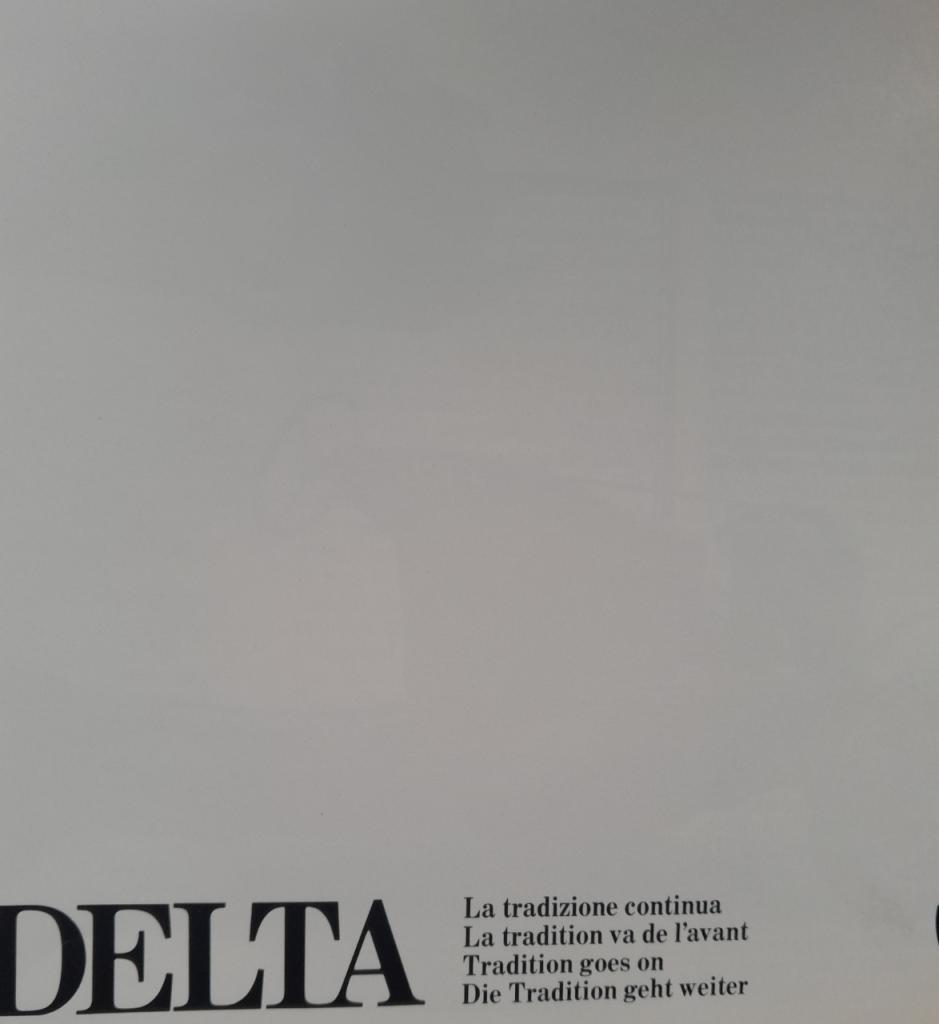 DELTA
La tradizione continua
La tradition va de l'avant
Tradition goes on
Die Tradition geht weiter